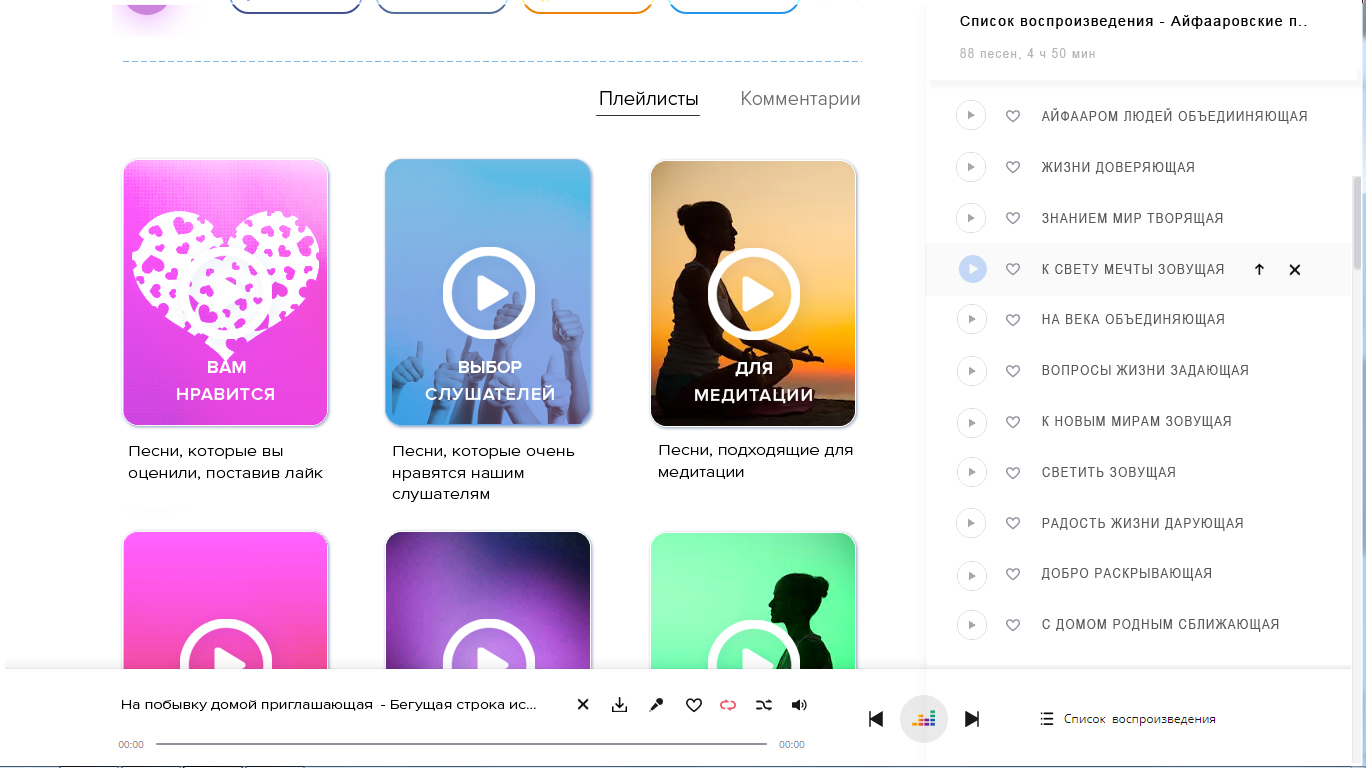 Список воспроизведения - Айфааровские п..
88 песен, 4 ч 50 мин
Плейлисты
Комментарии
ВАМ
НРАВИТСЯ
ВЫБОР
СЛУШАТЕЛЕЙ
ДЛЯ
МЕДИТАЦИИ
Песни, которые вы
оценили, поставив лайк
Песни, которые очень
нравятся нашим
слушателям
Песни, подходящие для
медитации
АЙФААРОМ ЛЮДЕЙ ОБЪЕДИИНЯЮЩАЯ
ЖИЗНИ ДОВЕРЯЮЩАЯ
ЗНАНИЕМ МИР ТВОРЯЩАЯ
К СВЕТУ МЕЧТЫ ЗОВУЩАЯ
НА ВЕКА ОБЪЕДИНЯЮЩАЯ
ВОПРОСЫ ЖИЗНИ ЗАДАЮЩАЯ
К НОВЫМ МИРАМ ЗОВУЩАЯ
СВЕТИТЬ ЗОВУЩАЯ
РАДОСТЬ ЖИЗНИ ДАРУЮЩАЯ
ДОБРО РАСКРЫВАЮЩАЯ
С ДОМОМ РОДНЫМ СБЛИЖАЮЩАЯ
На побывку домой приглашающая - Бегущая строка ис...
00:00
00:00
Список воспроизведения